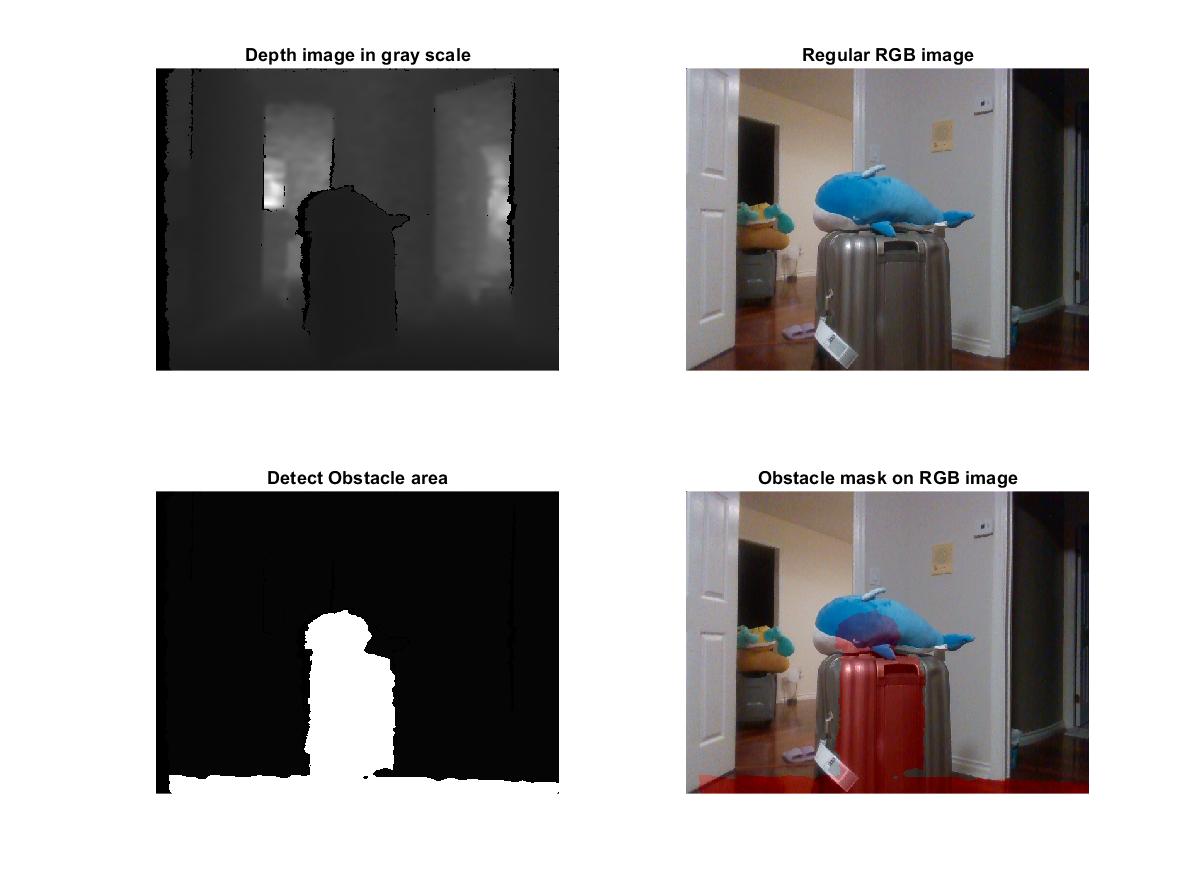 Depth image in gray scale
Regular RGB image
Detect Obstacle area
Obstacle mask on RGB image